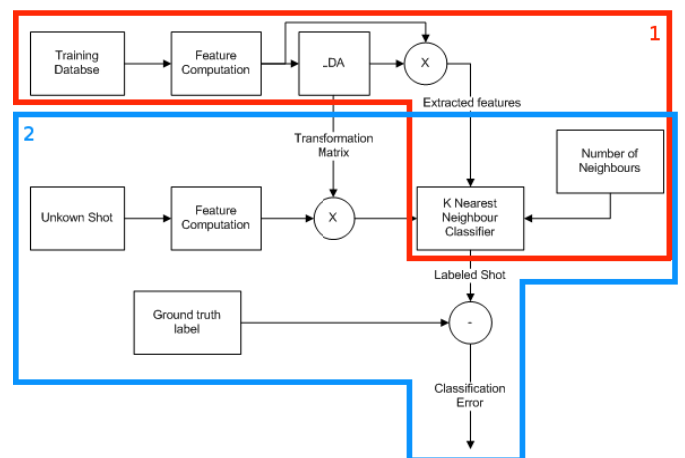 1
Training
Databse
Feature
Computation
.DA
X
Extracted features
2
Transformation
Matrix
Number of
Neighbours
Unkown Shot
Feature
Computation
X
K Nearest
Neighbour
Classifier
Labeled Shot
Ground truth
label
-
Classification
Error